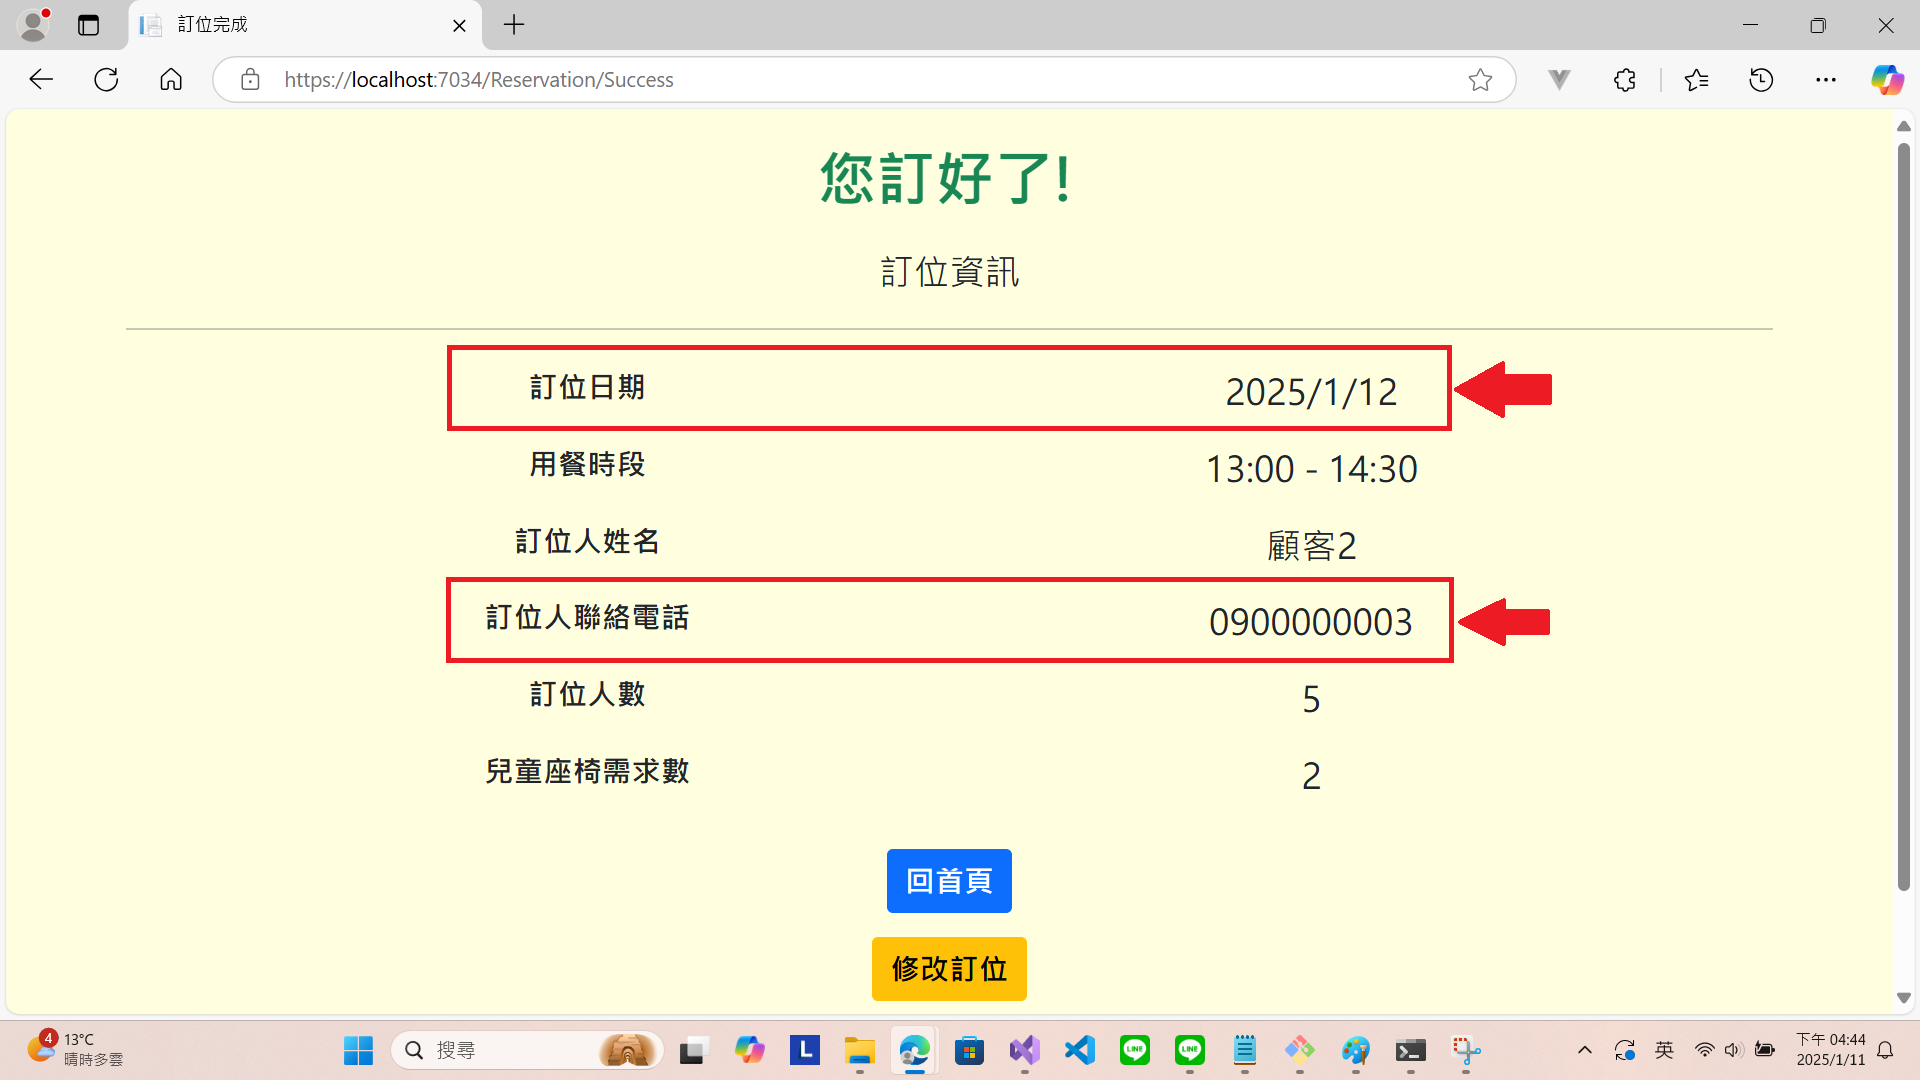 訂位完成
https://localhost:7034/Reservation/Success
您訂好了!
訂位資訊
訂位日期 2025/1/12
用餐時段 13:00 - 14:30
訂位人姓名 顧客2
訂位人聯絡電話 0900000003
訂位人數 5
兒童座椅需求數 2
回首頁
修改訂位
4
13°C
晴時多雲
搜尋
L
LINE
LINE
英
下午 04:44
2025/1/11